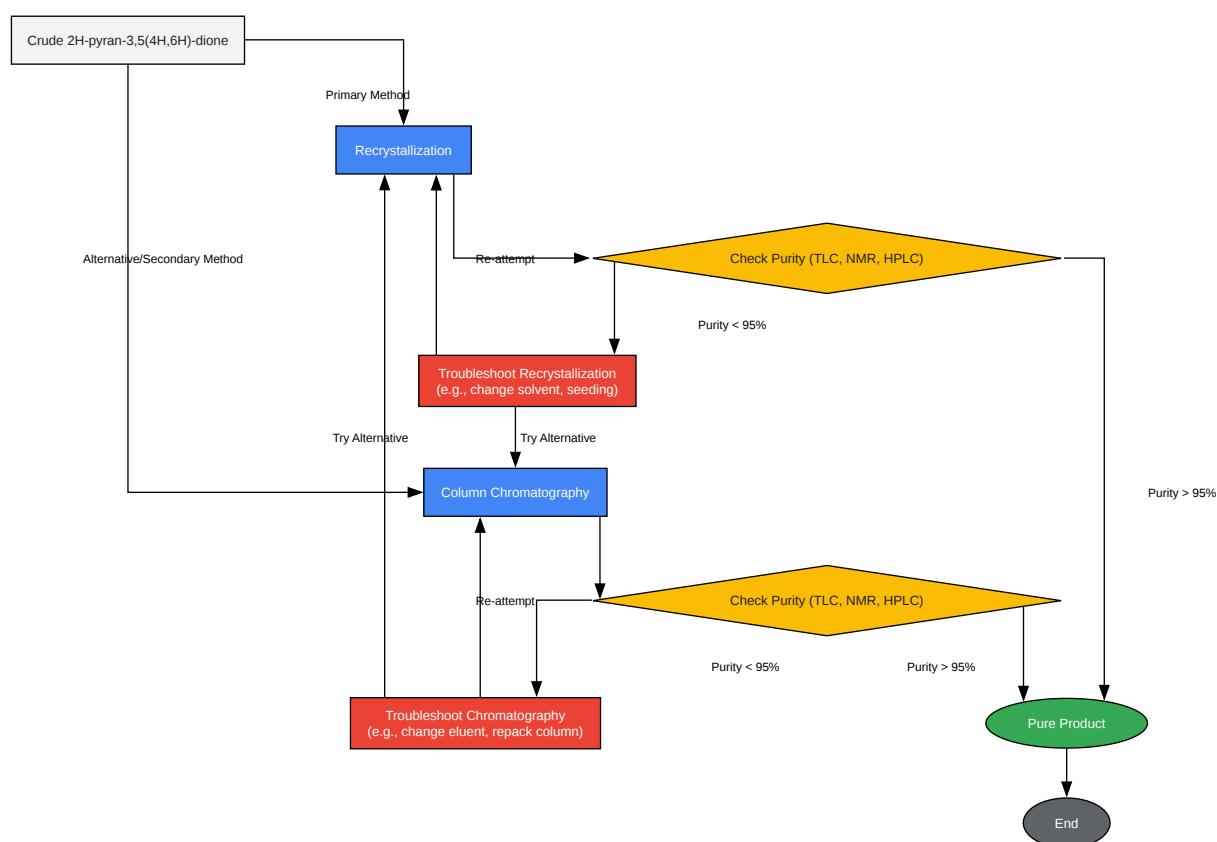 Crude 2H-pyran-3,5(4H,6H)-dione
Primary Method
Recrystallization
Alternative/Secondary Method
Re-attempt
Check Purity (TLC, NMR, HPLC)
Purity < 95%
Troubleshoot Recrystallization
(e.g., change solvent, seeding)
Try Alternative
Try Alternative
Column Chromatography
Purity > 95%
Re-attempt
Check Purity (TLC, NMR, HPLC)
Purity < 95%
Purity > 95%
Troubleshoot Chromatography
(e.g., change eluent, repack column)
Pure Product
End